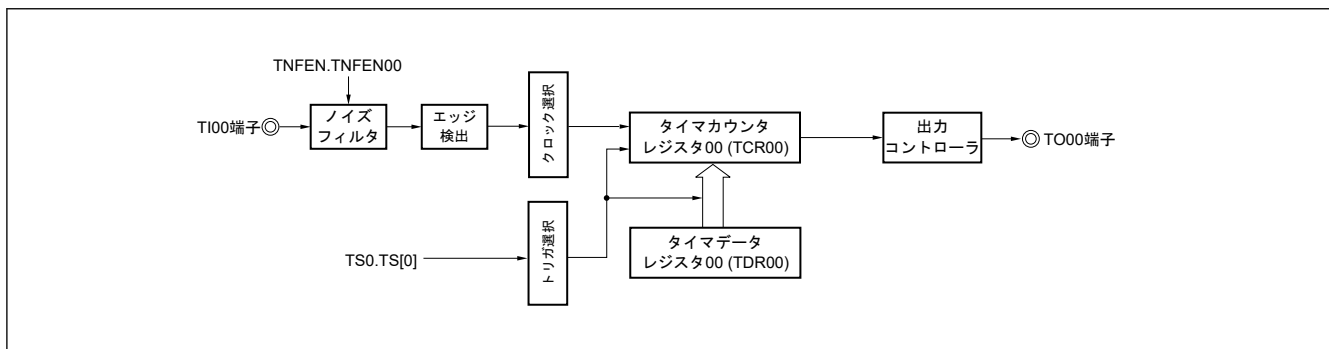 TNFEN.TNFEN00
TI00端子
ノイズ
フィルタ
エッジ
検出
クロック選択
タイマカウンタ
レジスタ00 (TCR00)
出力
コントローラ
TO00端子
TS0.TS[0]
トリガ選択
タイマデータ
レジスタ00 (TDR00)